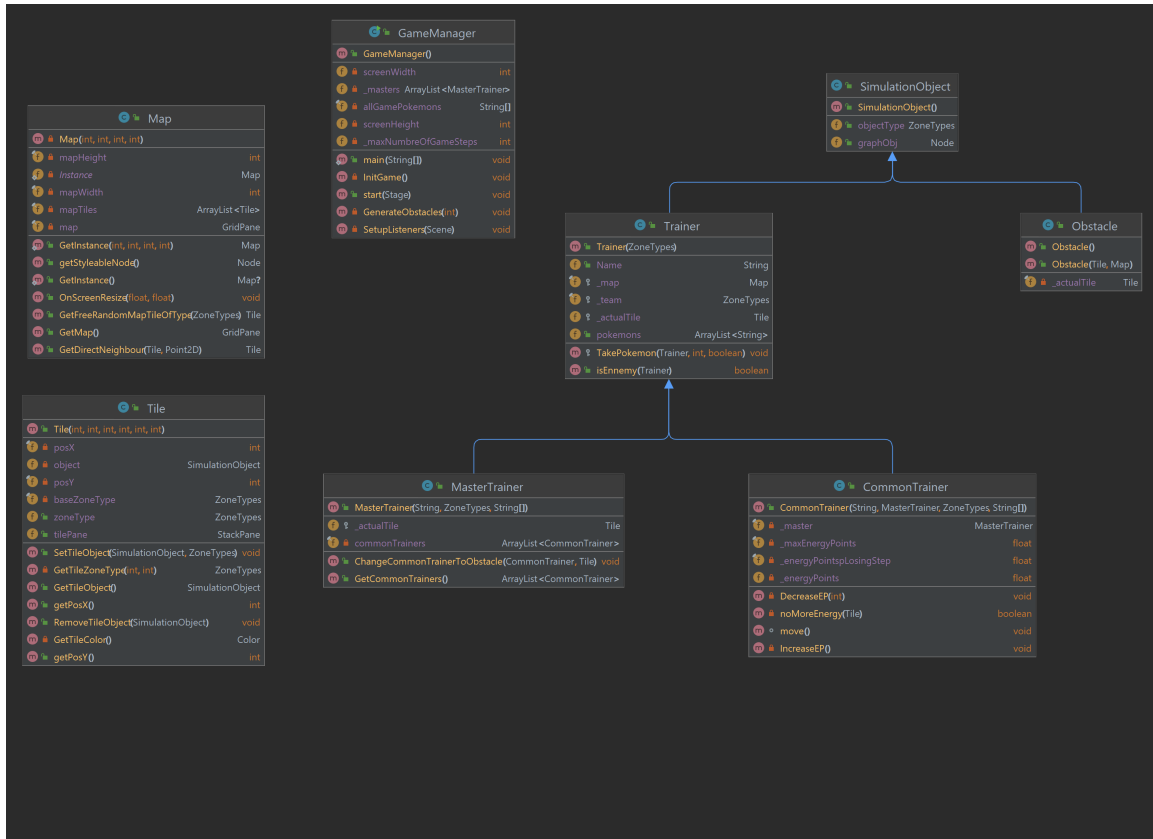 GameManager
GameManager()
screenWidth int
_masters ArrayList<MasterTrainer>
allGamePokemons String[]
screenHeight int
_maxNumbreOfGameSteps int
main(String[]) void
InitGame() void
start(Stage) void
GenerateObstacles(int) void
SetupListeners(Scene) void
SimulationObject
SimulationObject()
objectType ZoneTypes
graphObj Node
Map
Map(int, int, int, int)
mapHeight int
Instance Map
mapWidth int
mapTiles ArrayList<Tile>
map GridPane
GetInstance(int, int, int, int) Map
getStyleableNode() Node
GetInstance() Map?
OnScreenResize(float, float) void
GetFreeRandomMapTileOfType(ZoneTypes) Tile
GetMap() GridPane
GetDirectNeighbour(Tile, Point2D) Tile
Trainer
Trainer(ZoneTypes)
Name String
_map Map
_team ZoneTypes
_actualTile Tile
pokemons ArrayList<String>
TakePokemon(Trainer, int, boolean) void
isEnnemy(Trainer) boolean
Obstacle
Obstacle()
Obstacle(Tile, Map)
_actualTile Tile
Tile
Tile(int, int, int, int, int, int)
posX int
object SimulationObject
posY int
baseZoneType ZoneTypes
zoneType ZoneTypes
tilePane StackPane
SetTileObject(SimulationObject, ZoneTypes) void
GetTileZoneType(int, int) ZoneTypes
GetTileObject() SimulationObject
getPosX() int
RemoveTileObject(SimulationObject) void
GetTileColor() Color
getPosY() int
MasterTrainer
MasterTrainer(String, ZoneTypes, String[])
_actualTile Tile
commonTrainers ArrayList<CommonTrainer>
ChangeCommonTrainerToObstacle(CommonTrainer, Tile) void
GetCommonTrainers() ArrayList<CommonTrainer>
CommonTrainer
CommonTrainer(String, MasterTrainer, ZoneTypes, String[])
_master MasterTrainer
_maxEnergyPoints float
_energyPointspLosingStep float
_energyPoints float
DecreaseEP(int) void
noMoreEnergy(Tile) boolean
move() void
IncreaseEP() void